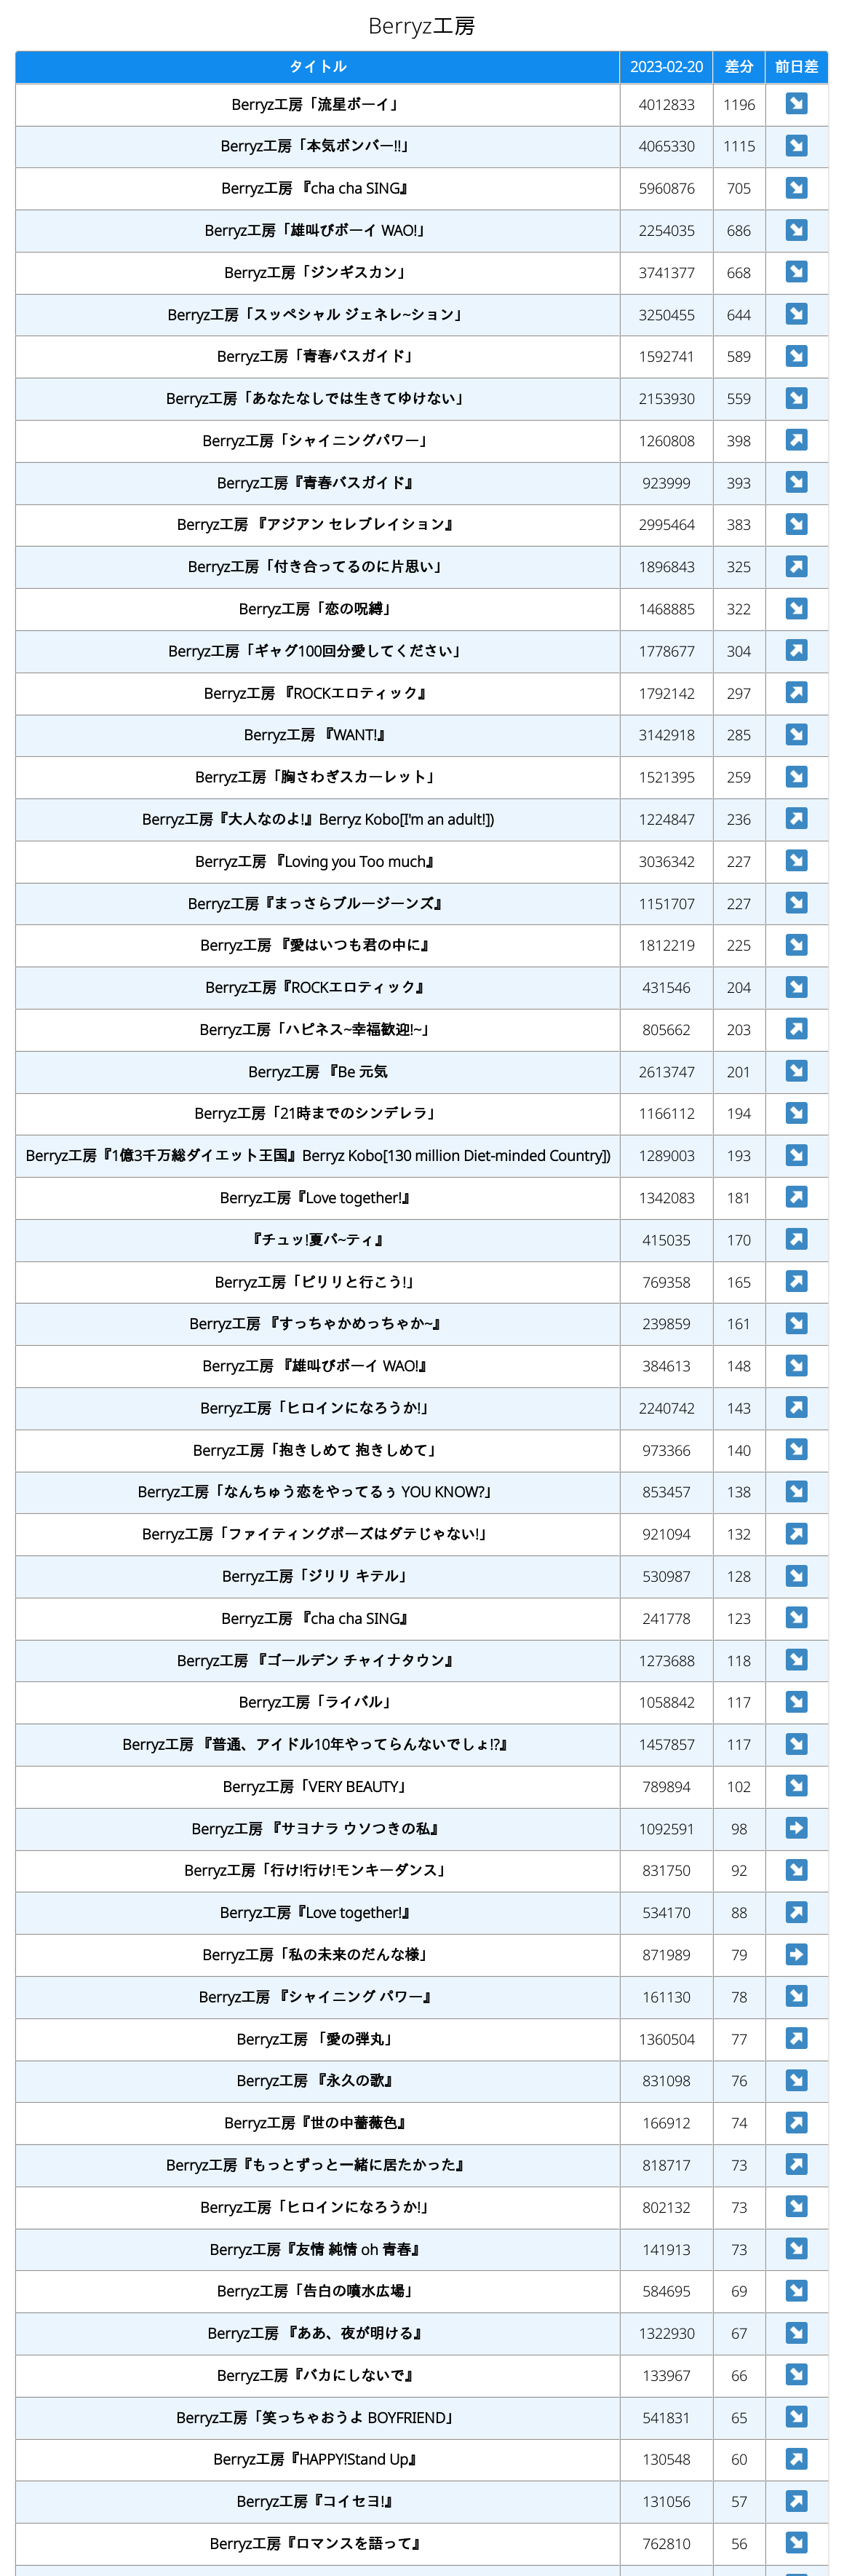 Berryz工房
タイトル 2023-02-20 差分 前日差
Berryz工房「流星ボーイ」 4012833 1196 ↘
Berryz工房「本気ボンバー!!」 4065330 1115 ↘
Berryz工房 『cha cha SING』 5960876 705 ↘
Berryz工房「雄叫びボーイ WAO!」 2254035 686 ↘
Berryz工房「ジンギスカン」 3741377 668 ↘
Berryz工房「スッペシャル ジェネレ~ション」 3250455 644 ↘
Berryz工房「青春バスガイド」 1592741 589 ↘
Berryz工房「あなたなしでは生きてゆけない」 2153930 559 ↘
Berryz工房「シャイニングパワー」 1260808 398 ↗
Berryz工房『青春バスガイド』 923999 393 ↘
Berryz工房 『アジアン セレブレイション』 2995464 383 ↘
Berryz工房「付き合ってるのに片思い」 1896843 325 ↗
Berryz工房「恋の呪縛」 1468885 322 ↘
Berryz工房「ギャグ100回分愛してください」 1778677 304 ↗
Berryz工房 『ROCKエロティック』 1792142 297 ↗
Berryz工房 『WANT!』 3142918 285 ↘
Berryz工房「胸さわぎスカーレット」 1521395 259 ↘
Berryz工房『大人なのよ!』Berryz Kobo[I'm an adult!]) 1224847 236 ↗
Berryz工房 『Loving you Too much』 3036342 227 ↘
Berryz工房『まっさらブルージーンズ』 1151707 227 ↘
Berryz工房 『愛はいつも君の中に』 1812219 225 ↘
Berryz工房『ROCKエロティック』 431546 204 ↘
Berryz工房「ハピネス~幸福歓迎!~」 805662 203 ↗
Berryz工房 『Be 元気 2613747 201 ↘
Berryz工房「21時までのシンデレラ」 1166112 194 ↘
Berryz工房『1億3千万総ダイエット王国』Berryz Kobo[130 million Diet-minded Country]) 1289003 193 ↘
Berryz工房『Love together!』 1342083 181 ↗
『チュッ!夏パ~ティ』 415035 170 ↗
Berryz工房「ピリリと行こう!」 769358 165 ↗
Berryz工房 『すっちゃかめっちゃか~』 239859 161 ↘
Berryz工房 『雄叫びボーイ WAO!』 384613 148 ↘
Berryz工房「ヒロインになろうか!」 2240742 143 ↗
Berryz工房「抱きしめて 抱きしめて」 973366 140 ↘
Berryz工房「なんちゅう恋をやってるぅ YOU KNOW?」 853457 138 ↘
Berryz工房「ファイティングポーズはダテじゃない!」 921094 132 ↗
Berryz工房「ジリリ キテル」 530987 128 ↘
Berryz工房 『cha cha SING』 241778 123 ↘
Berryz工房 『ゴールデン チャイナタウン』 1273688 118 ↘
Berryz工房「ライバル」 1058842 117 ↘
Berryz工房 『普通、アイドル10年やってらんないでしょ!?』 1457857 117 ↘
Berryz工房「VERY BEAUTY」 789894 102 ↘
Berryz工房 『サヨナラ ウソつきの私』 1092591 98 ➡
Berryz工房「行け!行け!モンキーダンス」 831750 92 ↘
Berryz工房『Love together!』 534170 88 ↗
Berryz工房「私の未来のだんな様」 871989 79 ➡
Berryz工房 『シャイニング パワー』 161130 78 ↘
Berryz工房 「愛の弾丸」 1360504 77 ↗
Berryz工房 『永久の歌』 831098 76 ↘
Berryz工房『世の中薔薇色』 166912 74 ↗
Berryz工房『もっとずっと一緒に居たかった』 818717 73 ↗
Berryz工房「ヒロインになろうか!」 802132 73 ↘
Berryz工房『友情 純情 oh 青春』 141913 73 ↘
Berryz工房「告白の噴水広場」 584695 69 ↘
Berryz工房 『ああ、夜が明ける』 1322930 67 ↘
Berryz工房『バカにしないで』 133967 66 ↘
Berryz工房「笑っちゃおうよ BOYFRIEND」 541831 65 ↘
Berryz工房『HAPPY!Stand Up』 130548 60 ↗
Berryz工房『コイセヨ!』 131056 57 ↗
Berryz工房『ロマンスを語って』 762810 56 ↘